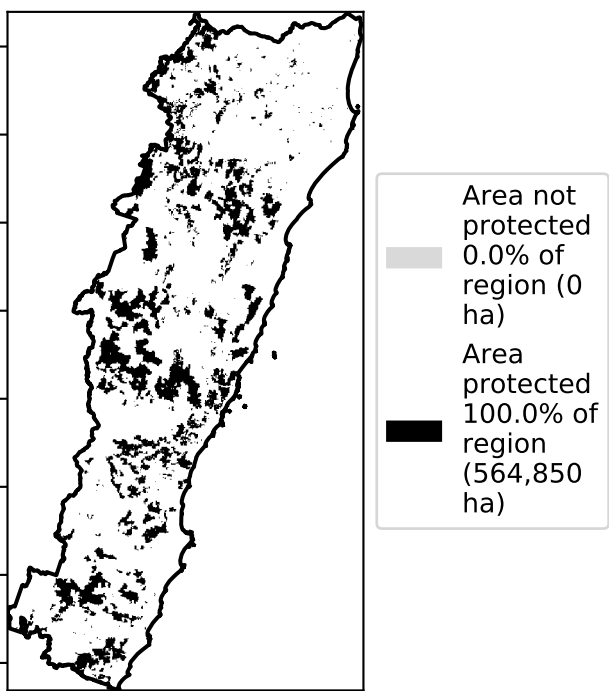 Area not
protected
0.0% of
region (0
ha)
Area
protected
100.0% of
region
(564,850
ha)